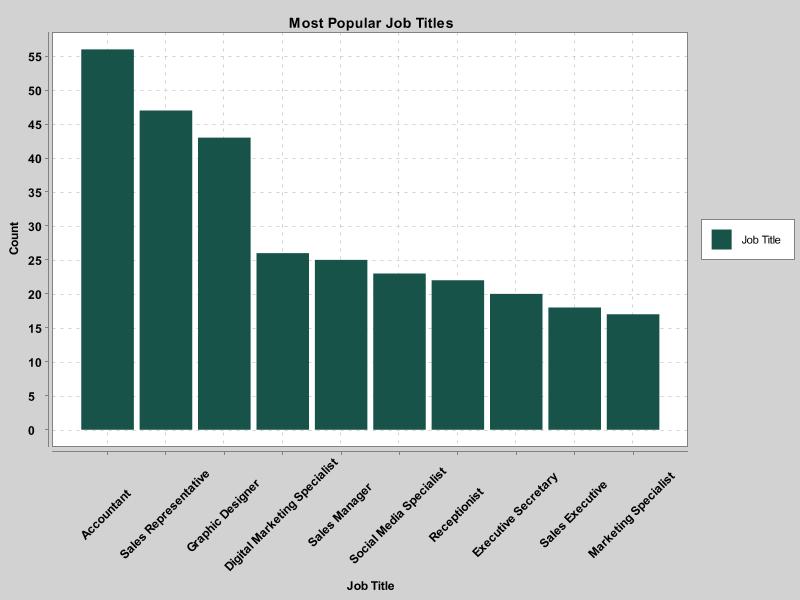 Most Popular Job Titles
Count
55
50
45
40
35
30
25
20
15
10
5
0
Accountant
Sales Representative
Graphic Designer
Digital Marketing Specialist
Sales Manager
Social Media Specialist
Receptionist
Executive Secretary
Sales Executive
Marketing Specialist
Job Title
Job Title